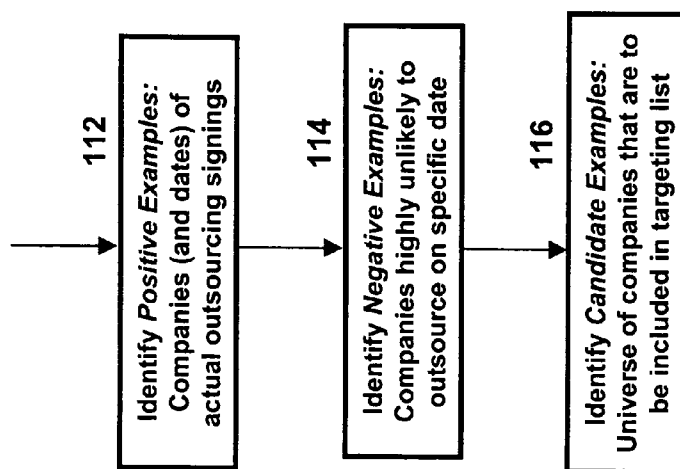 112
Identify Positive Examples:
Companies (and dates) of
actual outsourcing signings
114
Identify Negative Examples:
Companies highly unlikely to
outsource on specific date
116
Identify Candidate Examples:
Universe of companies that are to
be included in targeting list